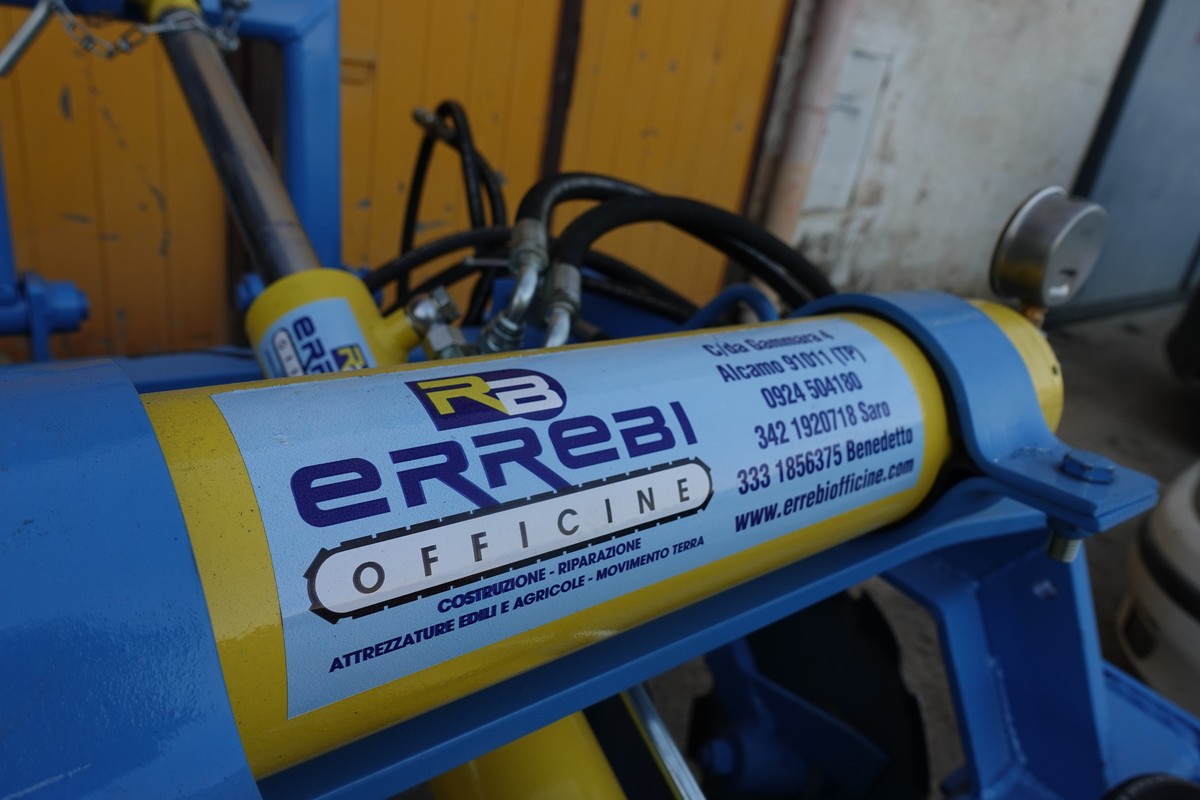 RB
ERREBI
OFFICINE
COSTRUZIONE - RIPARAZIONE
ATTREZZATURE EDILI E AGRICOLE - MOVIMENTO TERRA
C/da Gammara 4
Alcamo 91011 (TP)
0924 504180
342 1920718 Saro
333 1856375 Benedetto
www.errebiofficine.com